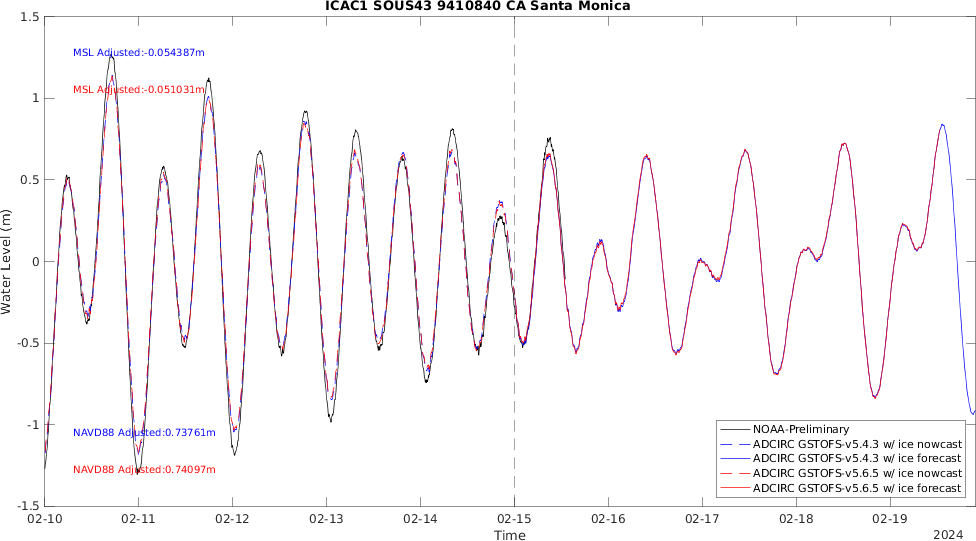 ICAC1 SOUS43 9410840 CA Santa Monica
1.5
MSL Adjusted:-0.054387m
MSL Adjusted:-0.051031m
1
0.5
Water Level (m)
0
-0.5
-1
NAVD88 Adjusted:0.73761m
NAVD88 Adjusted:0.74097m
NOAA-Preliminary
ADCIRC GSTOFS-v5.4.3 w/ ice nowcast
ADCIRC GSTOFS-v5.4.3 w/ ice forecast
ADCIRC GSTOFS-v5.6.5 w/ ice nowcast
ADCIRC GSTOFS-v5.6.5 w/ ice forecast
-1.5
02-10 02-11 02-12 02-13 02-14 02-15 02-16 02-17 02-18 02-19
Time
2024